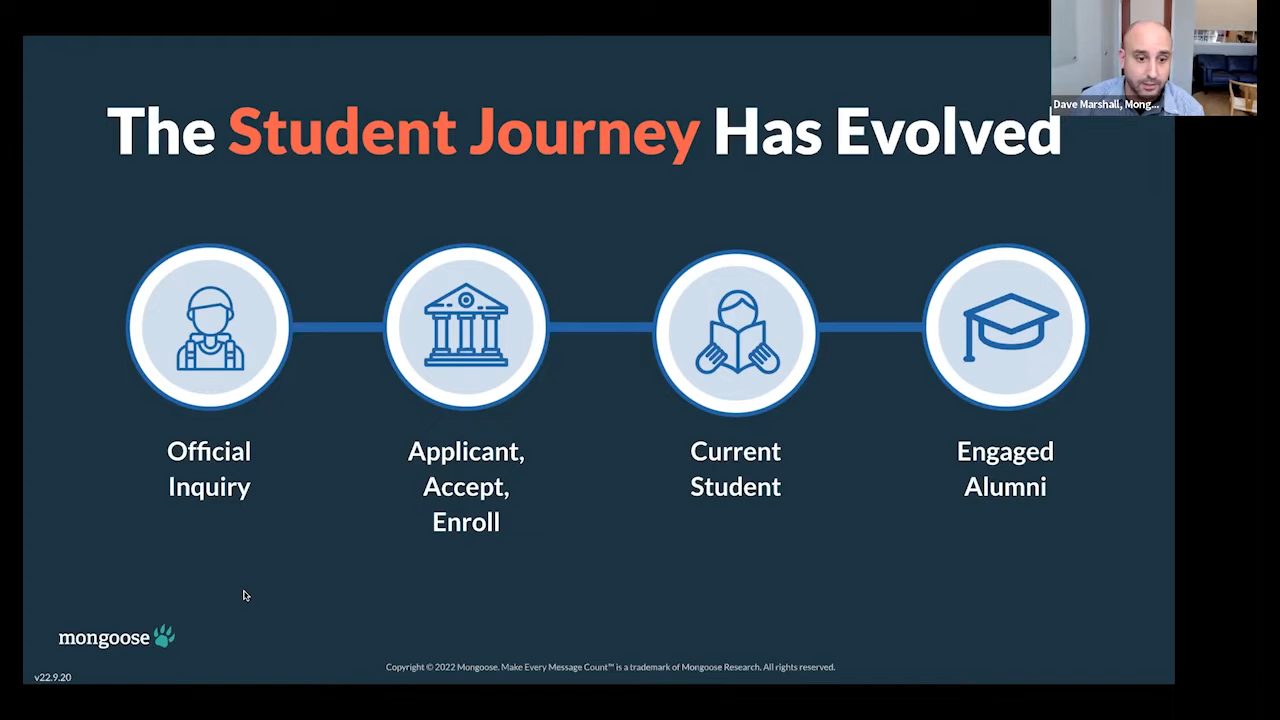 Dave Marshall, Mong...
The Student Journey Has Evolved
Official
Inquiry
Applicant,
Accept,
Enroll
Current
Student
Engaged
Alumni
mongoose
Copyright © 2022 Mongoose. Make Every Message Count™ is a trademark of Mongoose Research. All rights reserved.
v22.9.20